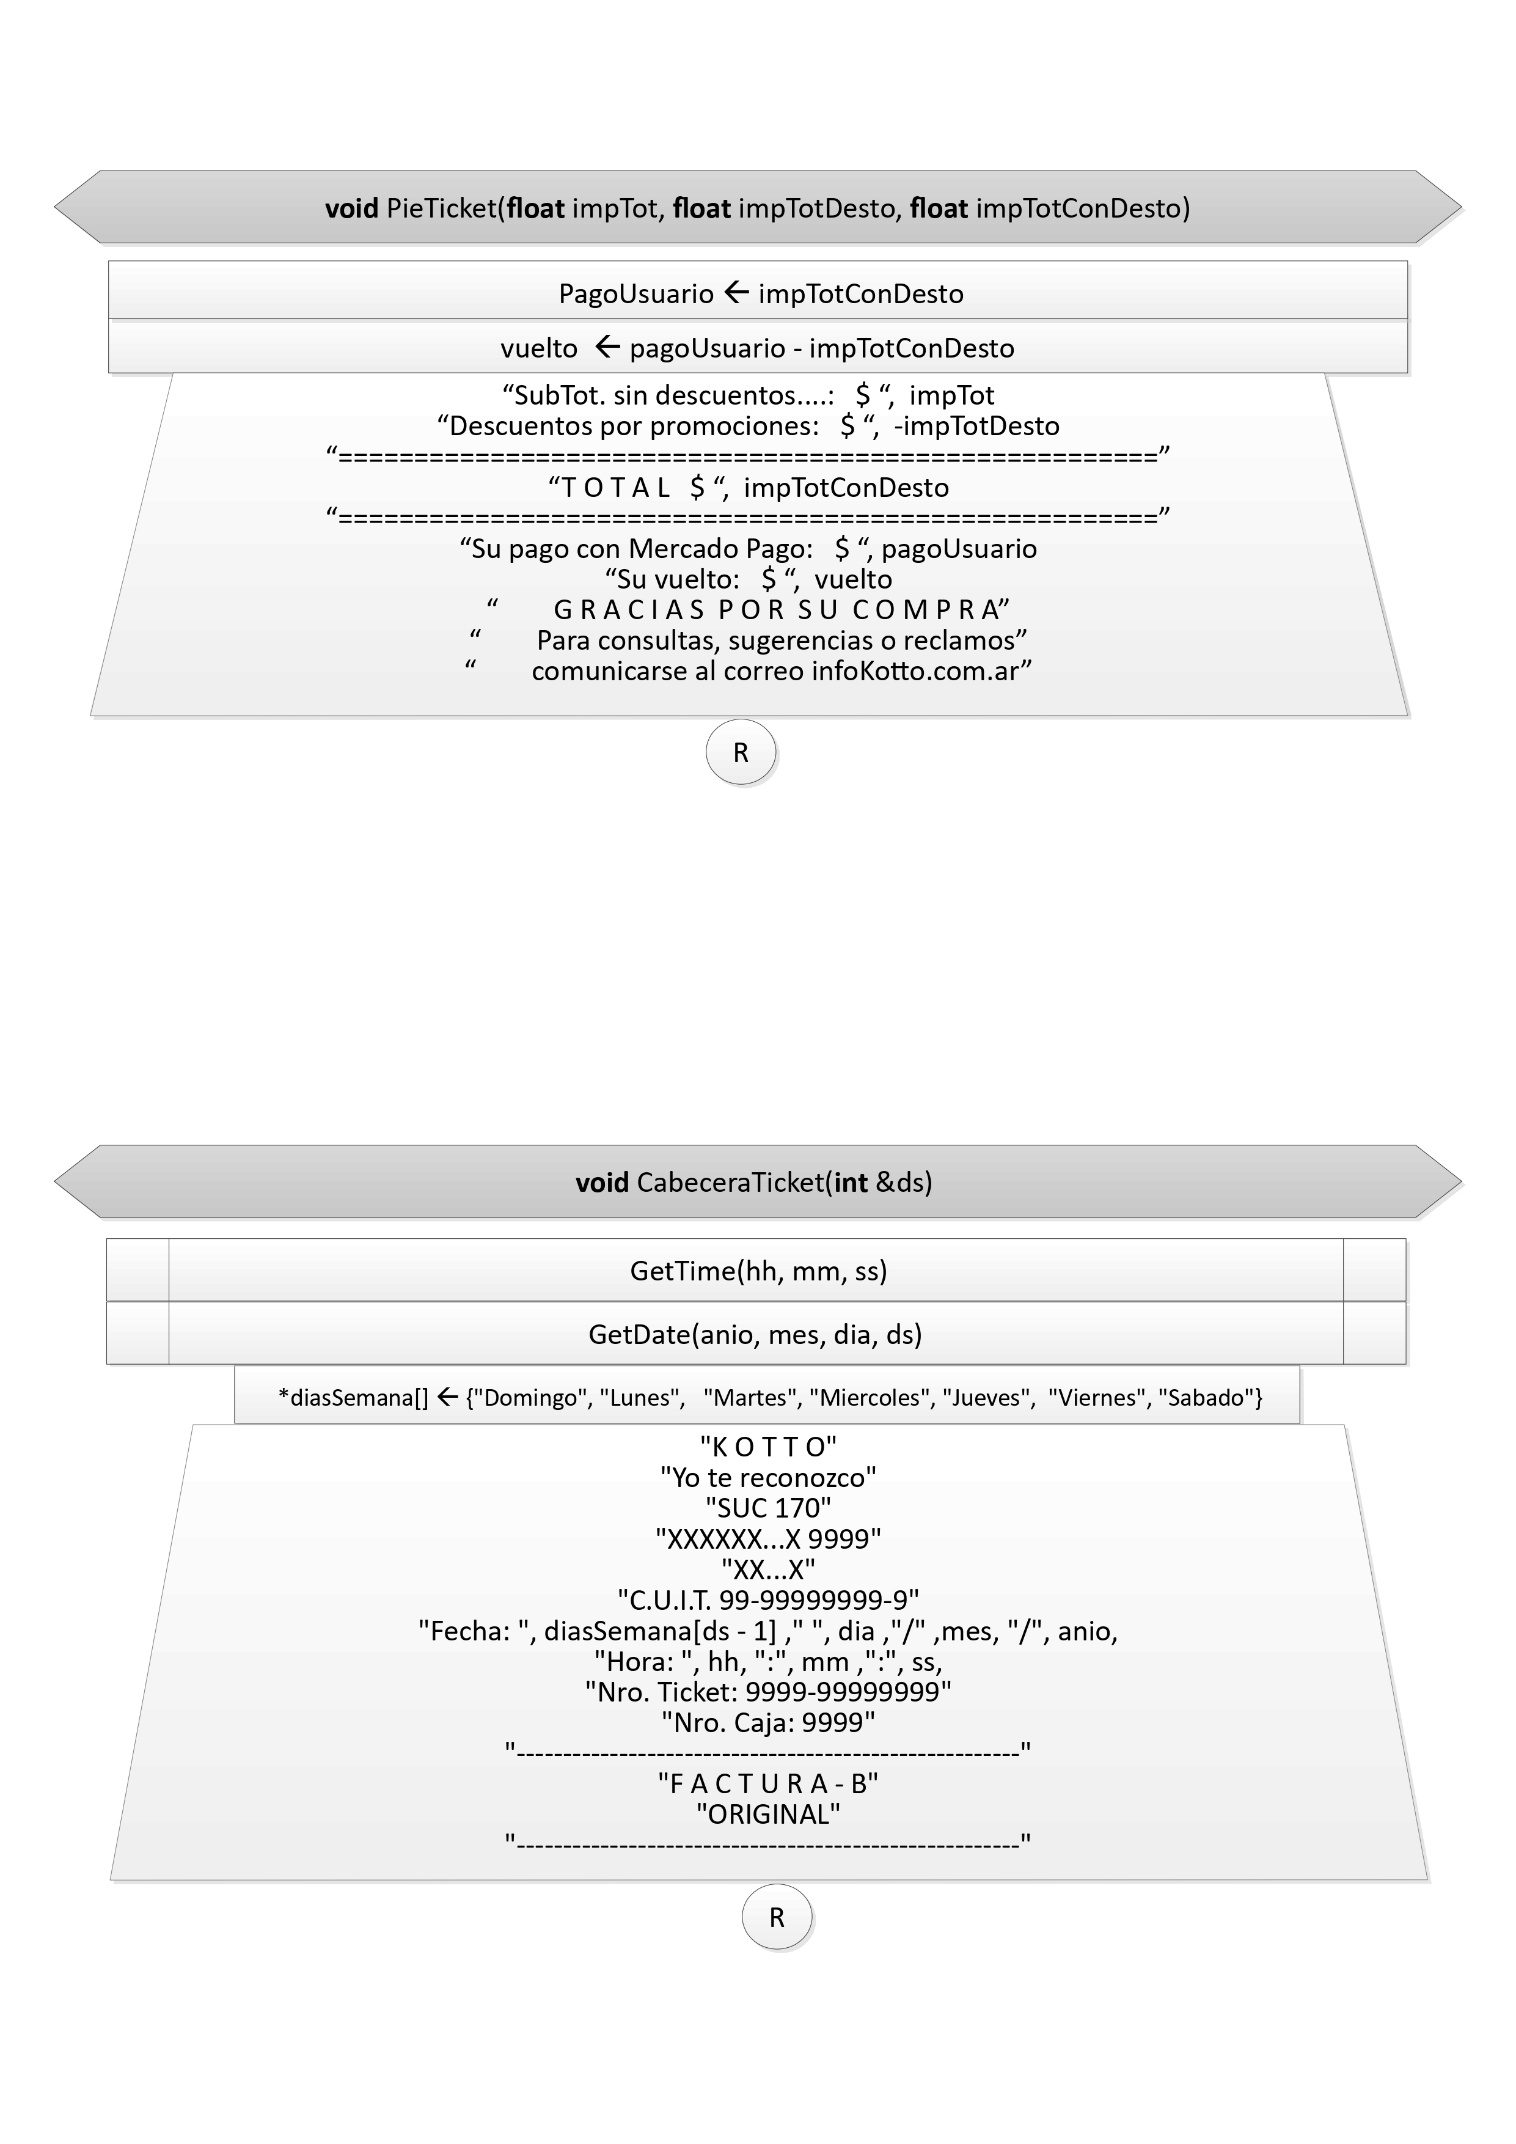 void PieTicket(float impTot, float impTotDesto, float impTotConDesto)
PagoUsuario ← impTotConDesto
vuelto ← pagoUsuario - impTotConDesto
“SubTot. sin descuentos....:   $ “,  impTot
“Descuentos por promociones:   $ “,  -impTotDesto
“======================================================”
“T O T A L   $ “,  impTotConDesto
“======================================================”
“Su pago con Mercado Pago:   $ “, pagoUsuario
“Su vuelto:   $ “,  vuelto
“        G R A C I A S  P O R  S U  C O M P R A”
“        Para consultas, sugerencias o reclamos”
“        comunicarse al correo infoKotto.com.ar”
R
void CabeceraTicket(int &ds)
GetTime(hh, mm, ss)
GetDate(anio, mes, dia, ds)
*diasSemana[] ← {"Domingo", "Lunes",   "Martes", "Miercoles", "Jueves",  "Viernes", "Sabado"}
"K O T T O"
"Yo te reconozco"
"SUC 170"
"XXXXXX...X 9999"
"XX...X"
"C.U.I.T. 99-99999999-9"
"Fecha: ", diasSemana[ds - 1] ," ", dia ,"/" ,mes, "/", anio,
"Hora: ", hh, ":", mm ,":", ss,
"Nro. Ticket: 9999-99999999"
"Nro. Caja: 9999"
"------------------------------------------------------"
"F A C T U R A - B"
"ORIGINAL"
"------------------------------------------------------"
R